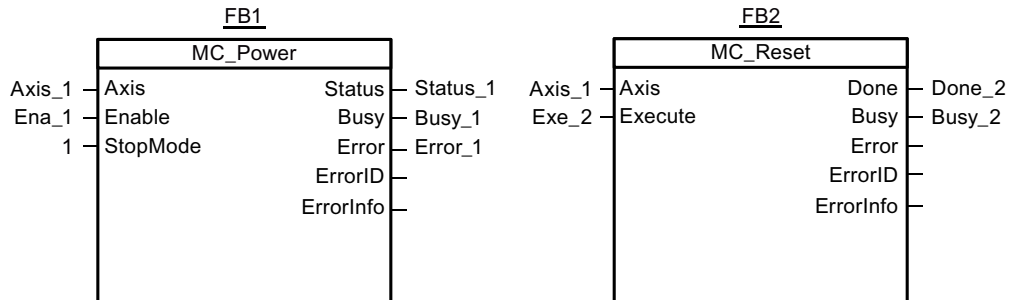 FB1 FB2
MC_Power MC_Reset
Axis_1 Axis Status Status_1 Axis_1 Axis Done Done_2
Ena_1 Enable Busy Busy_1 Exe_2 Execute Busy Busy_2
1 StopMode Error Error_1 Error
ErrorID ErrorID
ErrorInfo ErrorInfo